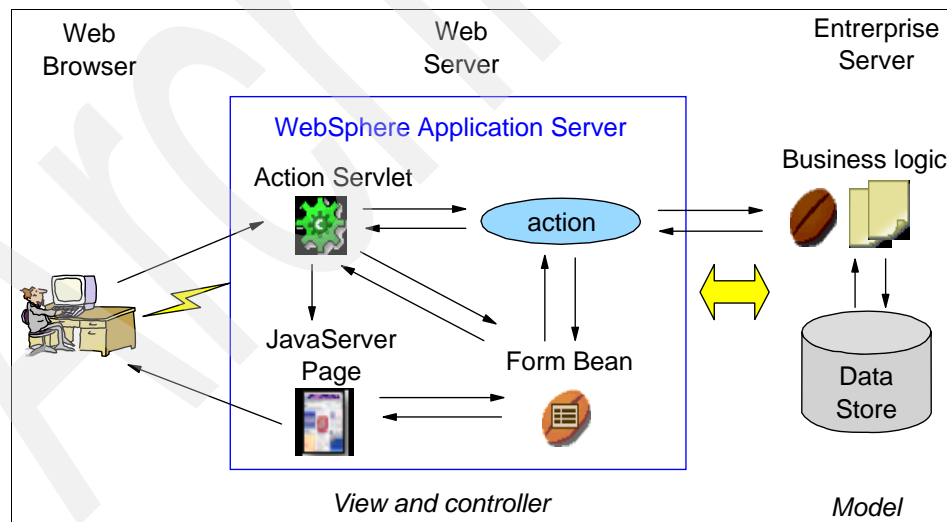 Web
Browser
Web
Server
Entrerprise
Server
WebSphere Application Server
Action Servlet
action
Business logic
JavaServer
Page
Form Bean
Data
Store
View and controller
Model